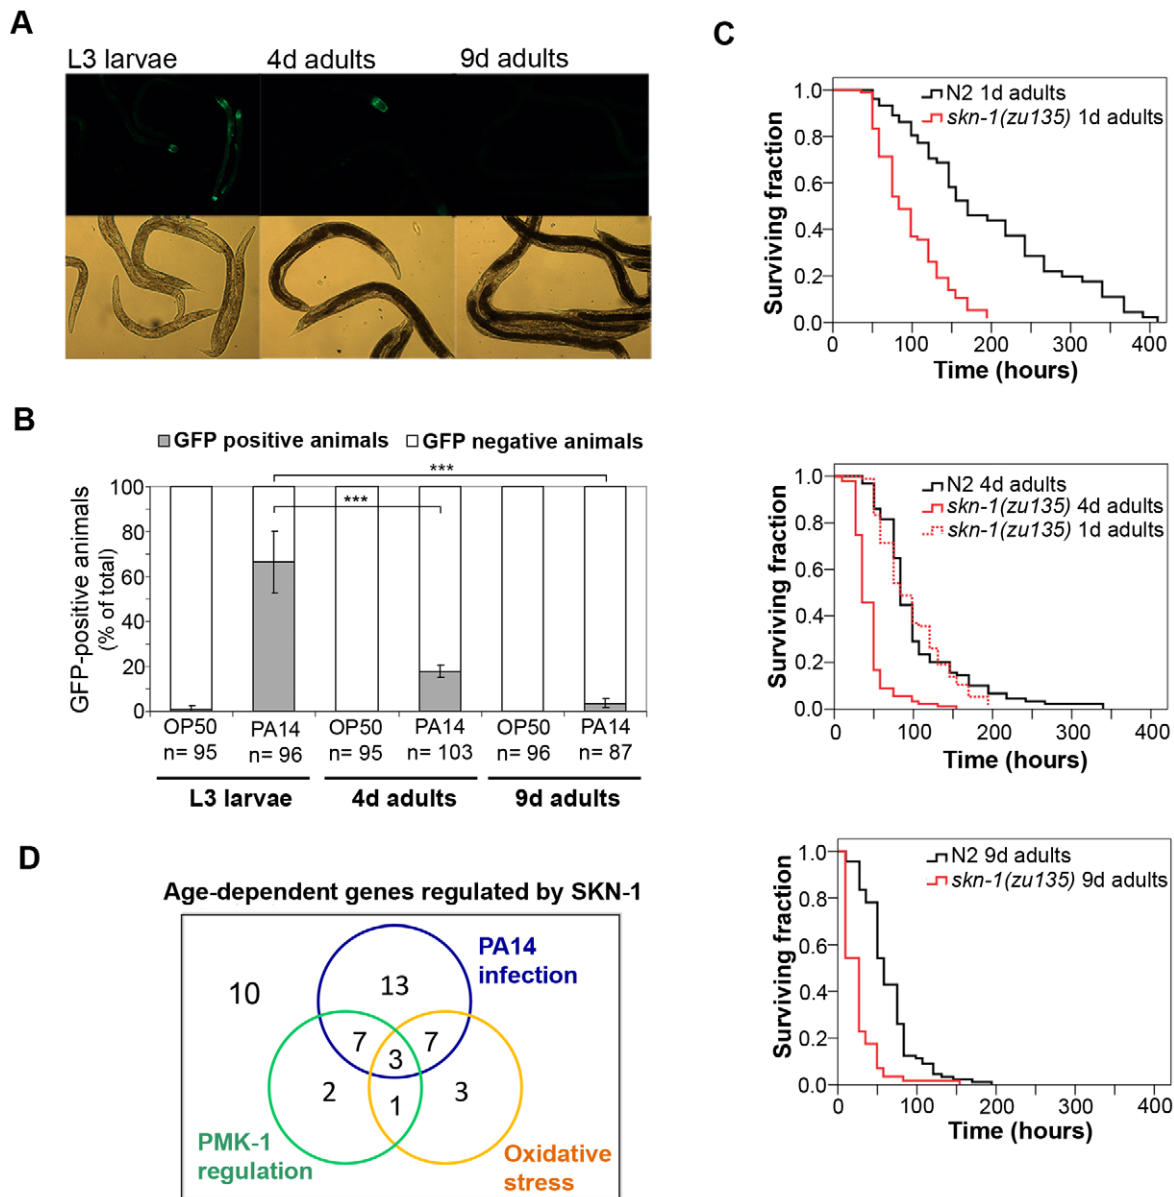 A
L3 larvae
4d adults
9d adults
B
GFP positive animals
GFP negative animals
***
***
GFP-positive animals
(% of total)
100
80
60
40
20
0
OP50
n= 95
PA14
n= 96
OP50
n= 95
PA14
n= 103
OP50
n= 96
PA14
n= 87
L3 larvae
4d adults
9d adults
C
N2 1d adults
skn-1(zu135) 1d adults
Surviving fraction
1.0
0.8
0.6
0.4
0.2
0.0
0
100
200
300
400
Time (hours)
N2 4d adults
skn-1(zu135) 4d adults
skn-1(zu135) 1d adults
Surviving fraction
1.0
0.8
0.6
0.4
0.2
0.0
0
100
200
300
400
Time (hours)
N2 9d adults
skn-1(zu135) 9d adults
Surviving fraction
1.0
0.8
0.6
0.4
0.2
0.0
0
100
200
300
400
Time (hours)
D
Age-dependent genes regulated by SKN-1
PA14
infection
10
13
7
7
3
2
1
3
PMK-1
regulation
Oxidative
stress